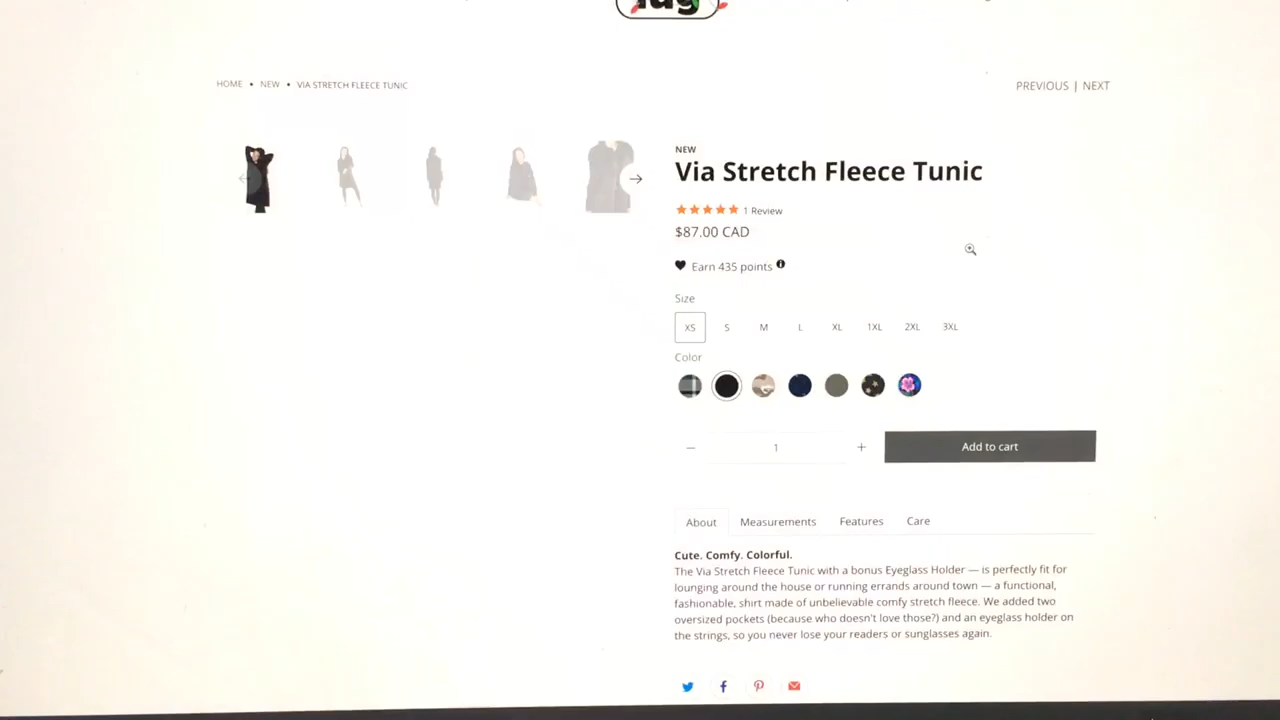 lug
HOME • NEW • VIA STRETCH FLEECE TUNIC
PREVIOUS | NEXT
NEW
Via Stretch Fleece Tunic
1 Review
$87.00 CAD
Earn 435 points
Size
XS S M L XL 1XL 2XL 3XL
Color
− 1 +
Add to cart
About Measurements Features Care
Cute. Comfy. Colorful.
The Via Stretch Fleece Tunic with a bonus Eyeglass Holder — is perfectly fit for
lounging around the house or running errands around town — a functional,
fashionable, shirt made of unbelievable comfy stretch fleece. We added two
oversized pockets (because who doesn't love those?) and an eyeglass holder on
the strings, so you never lose your readers or sunglasses again.